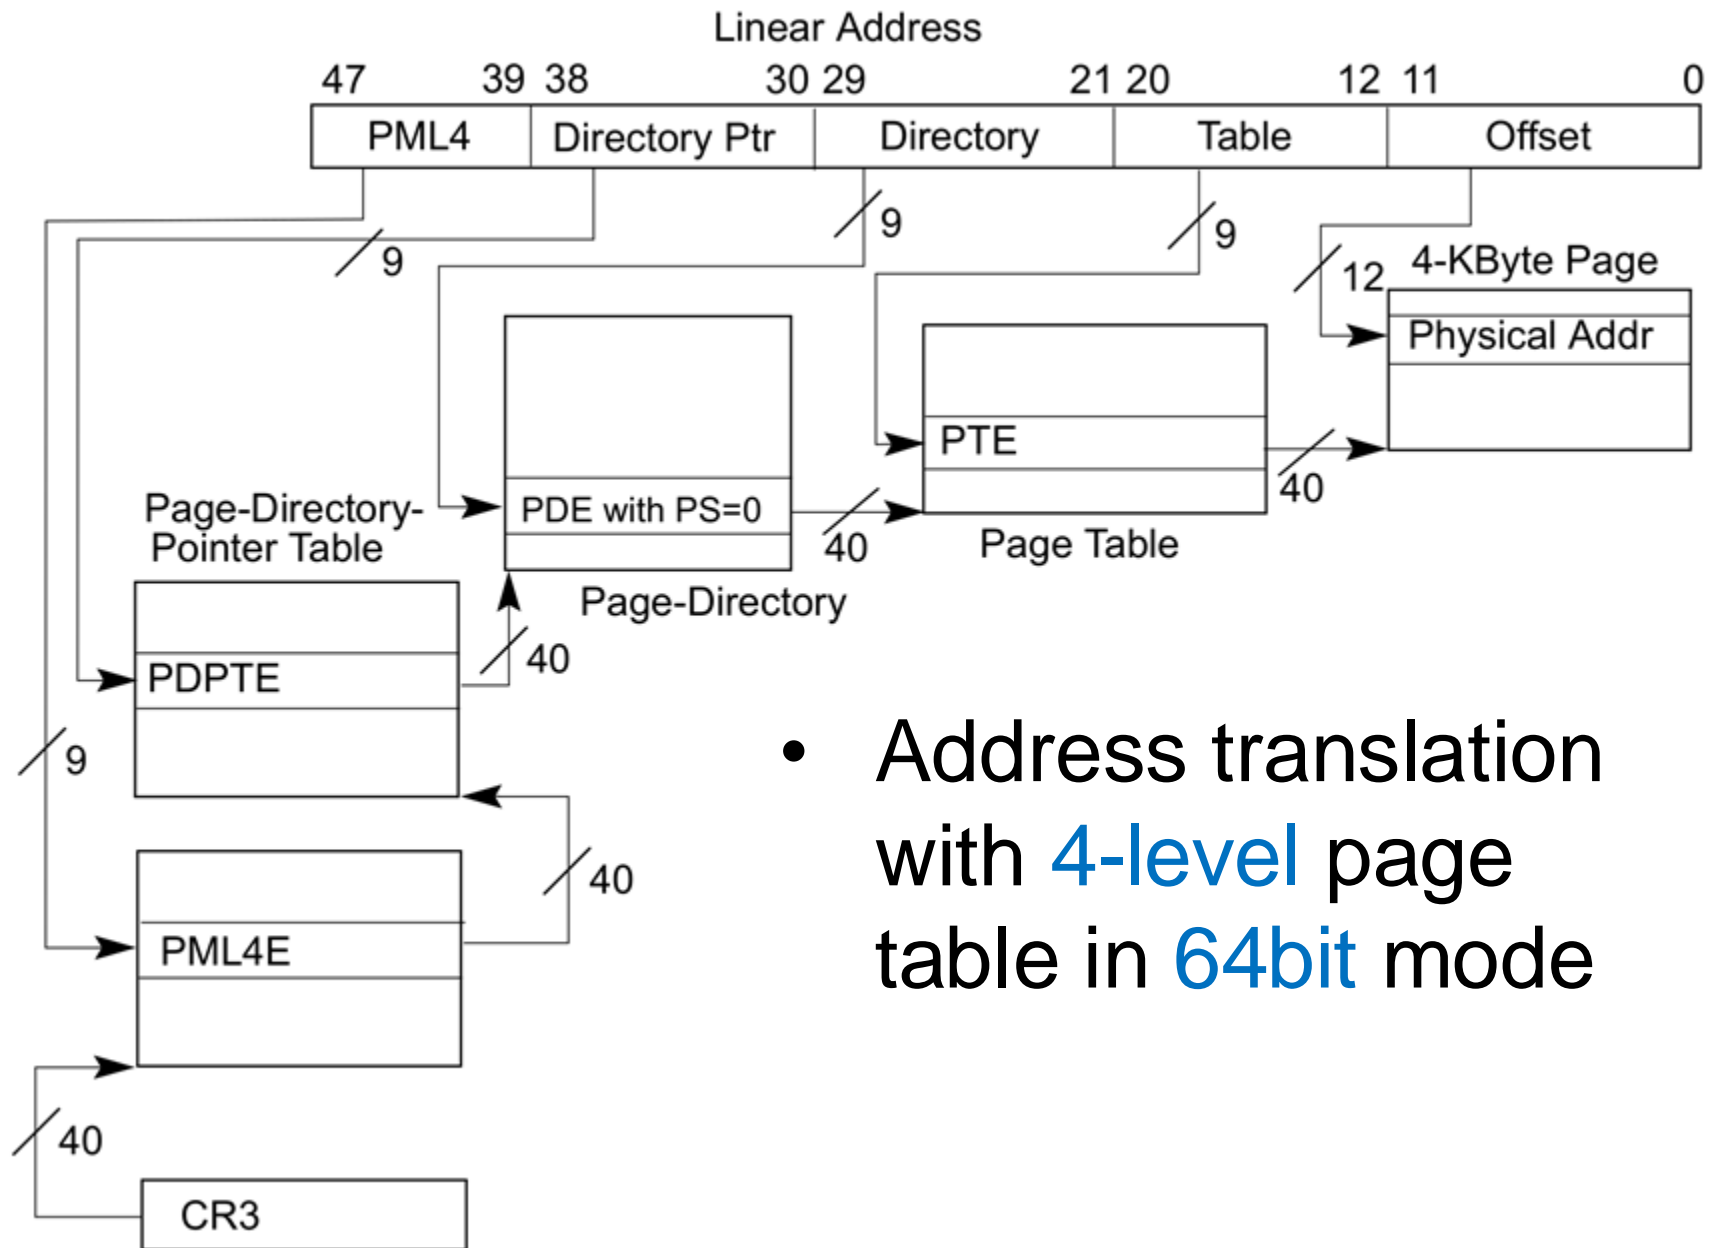 Linear Address
47 39 38 30 29 21 20 12 11 0
PML4 Directory Ptr Directory Table Offset
9 9
9 12 4-KByte Page
Physical Addr
PTE
40
Page-Directory-
Pointer Table
PDE with PS=0
40
Page Table
Page-Directory
40
PDPTE
9
40
PML4E
40
CR3
• Address translation
with 4-level page
table in 64bit mode